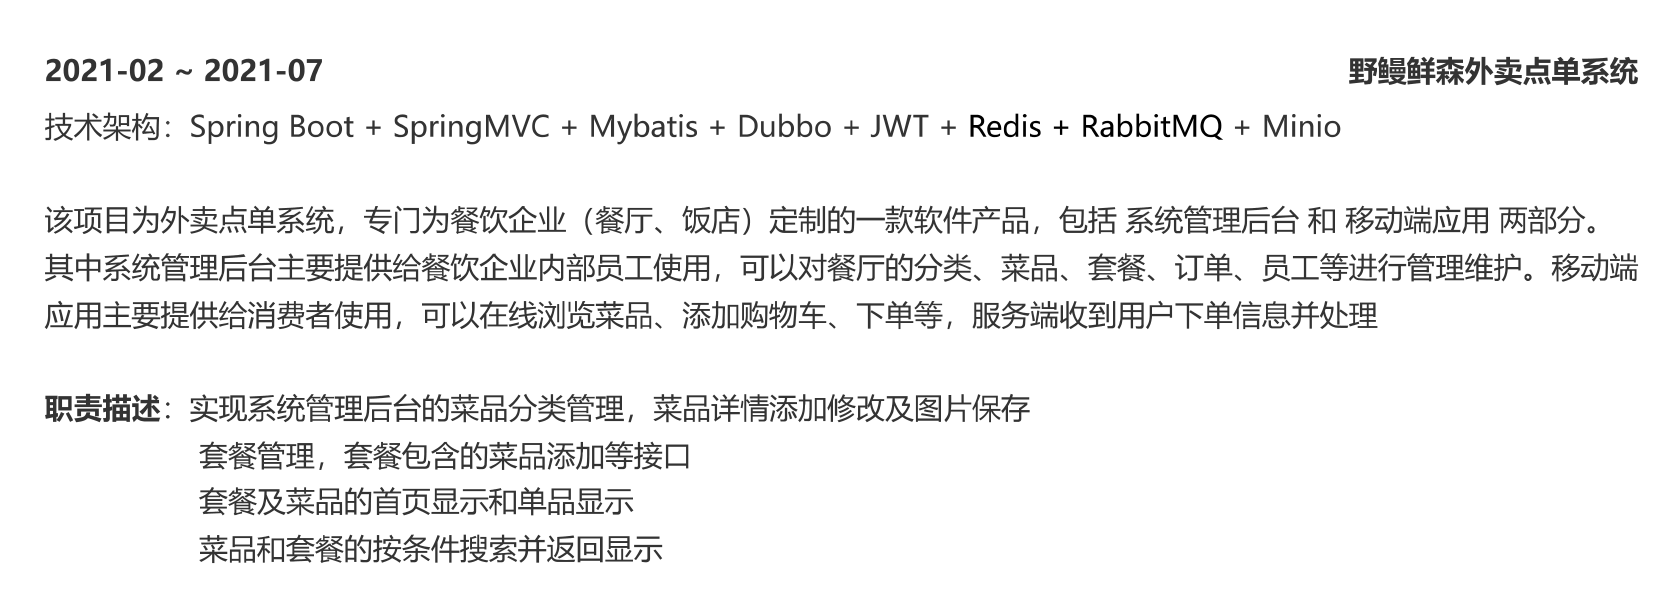 2021-02 ~ 2021-07 野鳗鲜森外卖点单系统
技术架构：Spring Boot + SpringMVC + Mybatis + Dubbo + JWT + Redis + RabbitMQ + Minio
该项目为外卖点单系统，专门为餐饮企业（餐厅、饭店）定制的一款软件产品，包括 系统管理后台 和 移动端应用 两部分。
其中系统管理后台主要提供给餐饮企业内部员工使用，可以对餐厅的分类、菜品、套餐、订单、员工等进行管理维护。移动端
应用主要提供给消费者使用，可以在线浏览菜品、添加购物车、下单等，服务端收到用户下单信息并处理
职责描述：实现系统管理后台的菜品分类管理，菜品详情添加修改及图片保存
套餐管理，套餐包含的菜品添加等接口
套餐及菜品的首页显示和单品显示
菜品和套餐的按条件搜索并返回显示